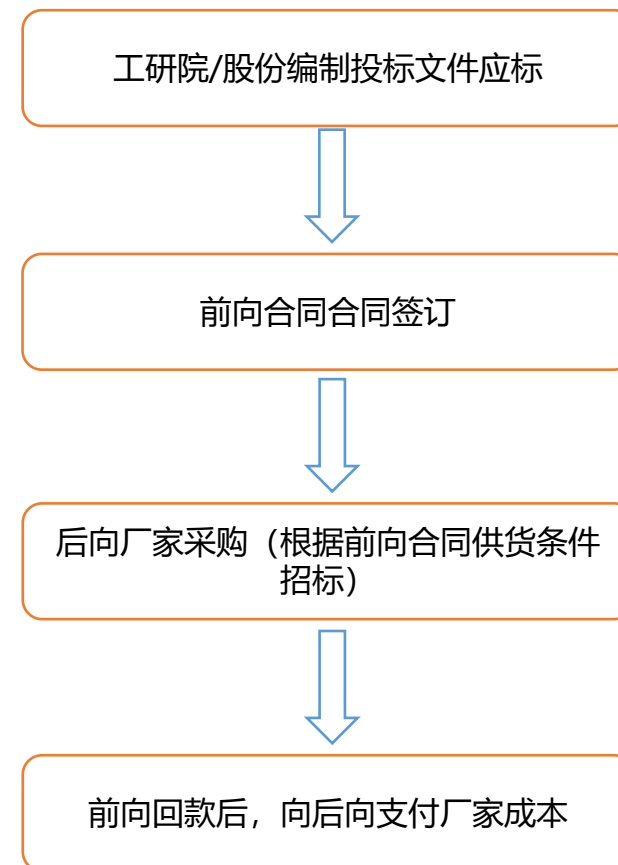 工研院/股份编制投标文件应标
前向合同合同签订
后向厂家采购（根据前向合同供货条件
招标）
前向回款后，向后向支付厂家成本